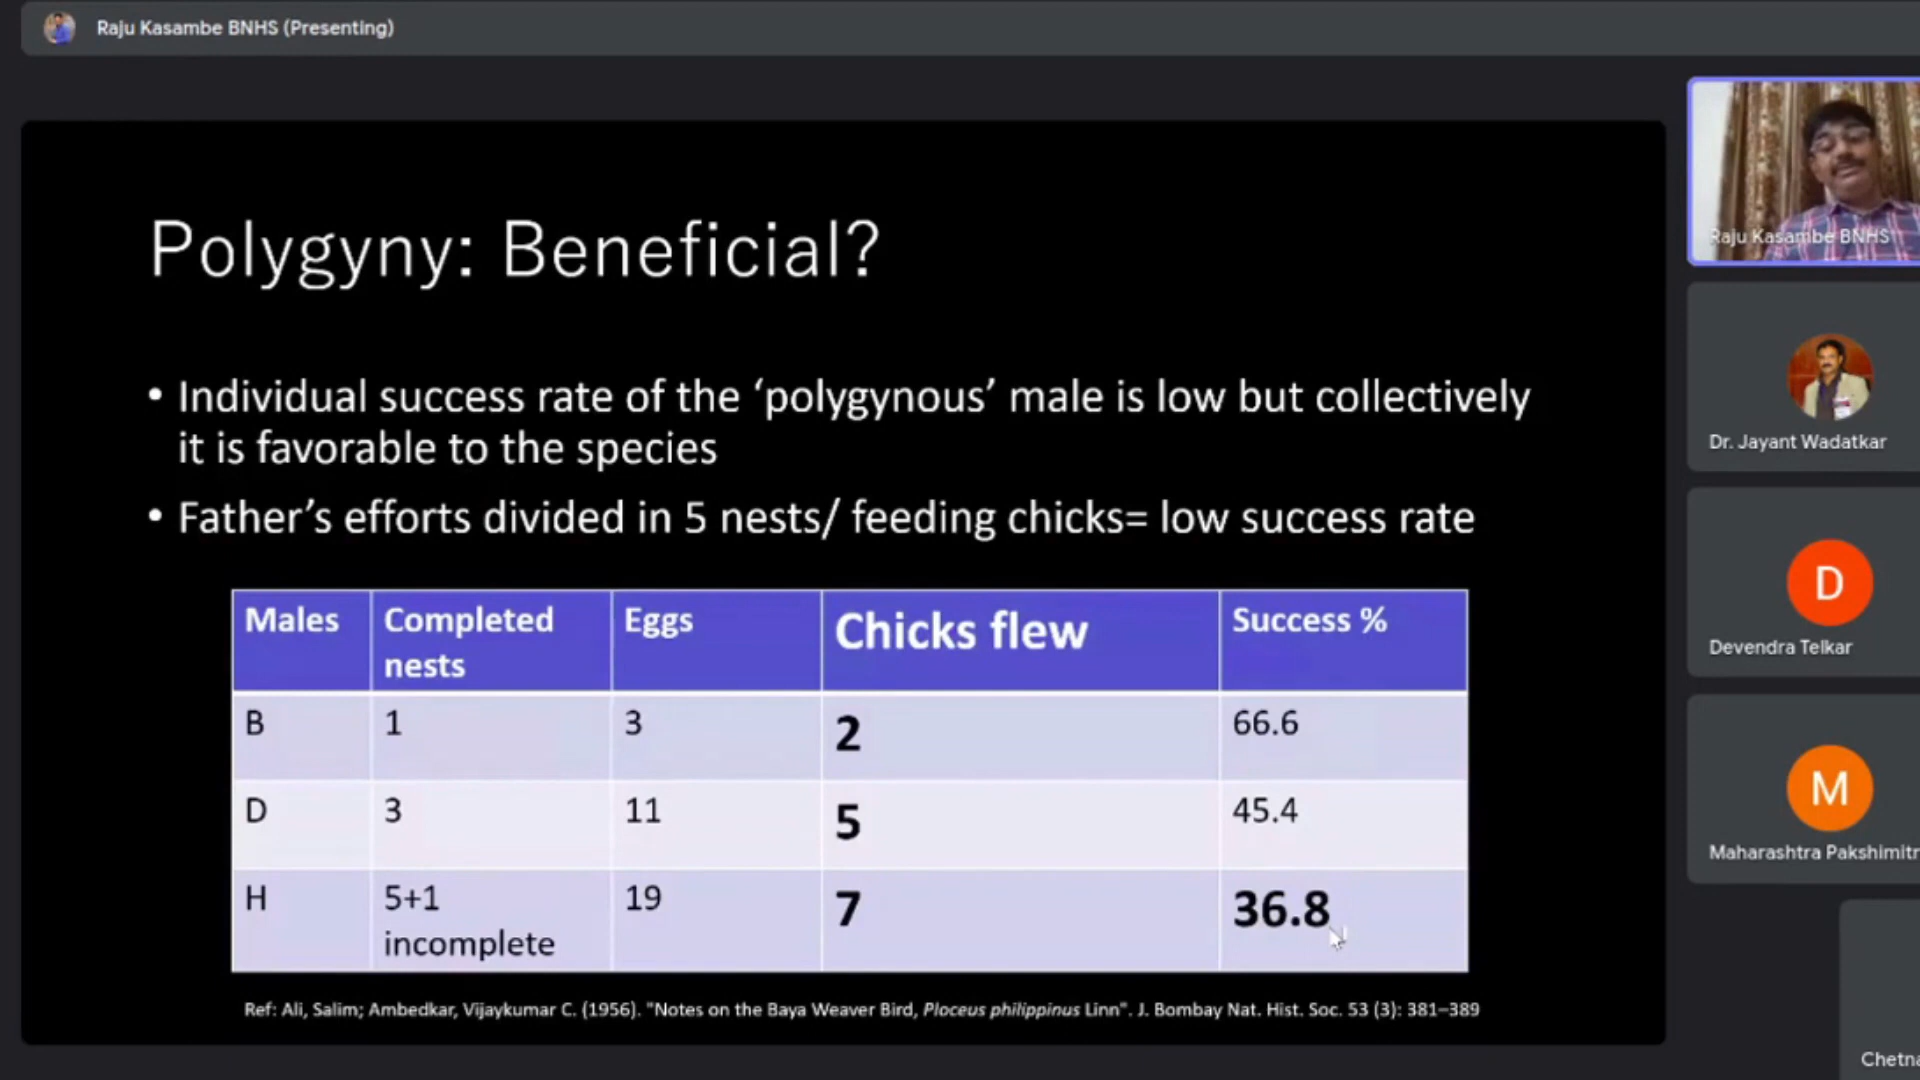 Raju Kasambe BNHS (Presenting)
Polygyny: Beneficial?
• Individual success rate of the ‘polygynous’ male is low but collectively
it is favorable to the species
• Father’s efforts divided in 5 nests/ feeding chicks= low success rate
Males Completed nests Eggs Chicks flew Success %
B 1 3 2 66.6
D 3 11 5 45.4
H 5+1 incomplete 19 7 36.8
Ref: Ali, Salim; Ambedkar, Vijaykumar C. (1956). "Notes on the Baya Weaver Bird, Ploceus philippinus Linn". J. Bombay Nat. Hist. Soc. 53 (3): 381–389
Raju Kasambe BNHS
Dr. Jayant Wadatkar
D
Devendra Telkar
M
Maharashtra Pakshimitr
Chetn